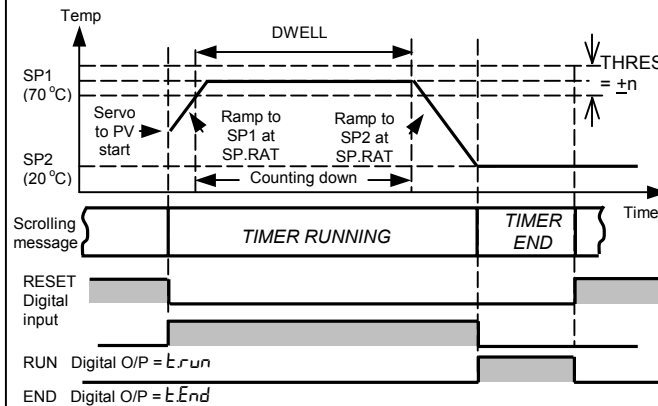 Temp
DWELL
THRES
= ±n
SP1
(70 °C)
Servo
to PV
start
Ramp to
SP1 at
SP.RAT
Ramp to
SP2 at
SP.RAT
SP2
(20 °C)
Counting down
Time
Scrolling
message
TIMER RUNNING
TIMER
END
RESET
Digital
input
RUN Digital O/P = t.run
END Digital O/P = t.End